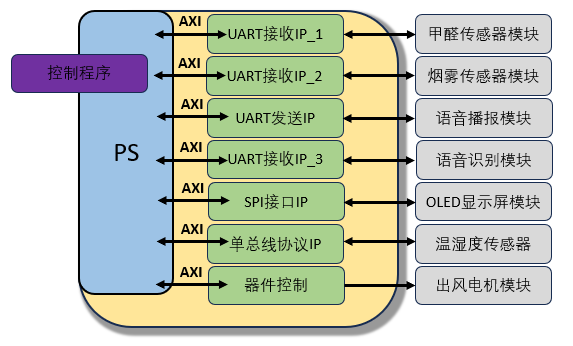 AXI
UART接收IP_1
甲醛传感器模块
控制程序
AXI
UART接收IP_2
烟雾传感器模块
AXI
UART发送IP
语音播报模块
PS
AXI
UART接收IP_3
语音识别模块
AXI
SPI接口IP
OLED显示屏模块
AXI
单总线协议IP
温湿度传感器
AXI
器件控制
出风电机模块